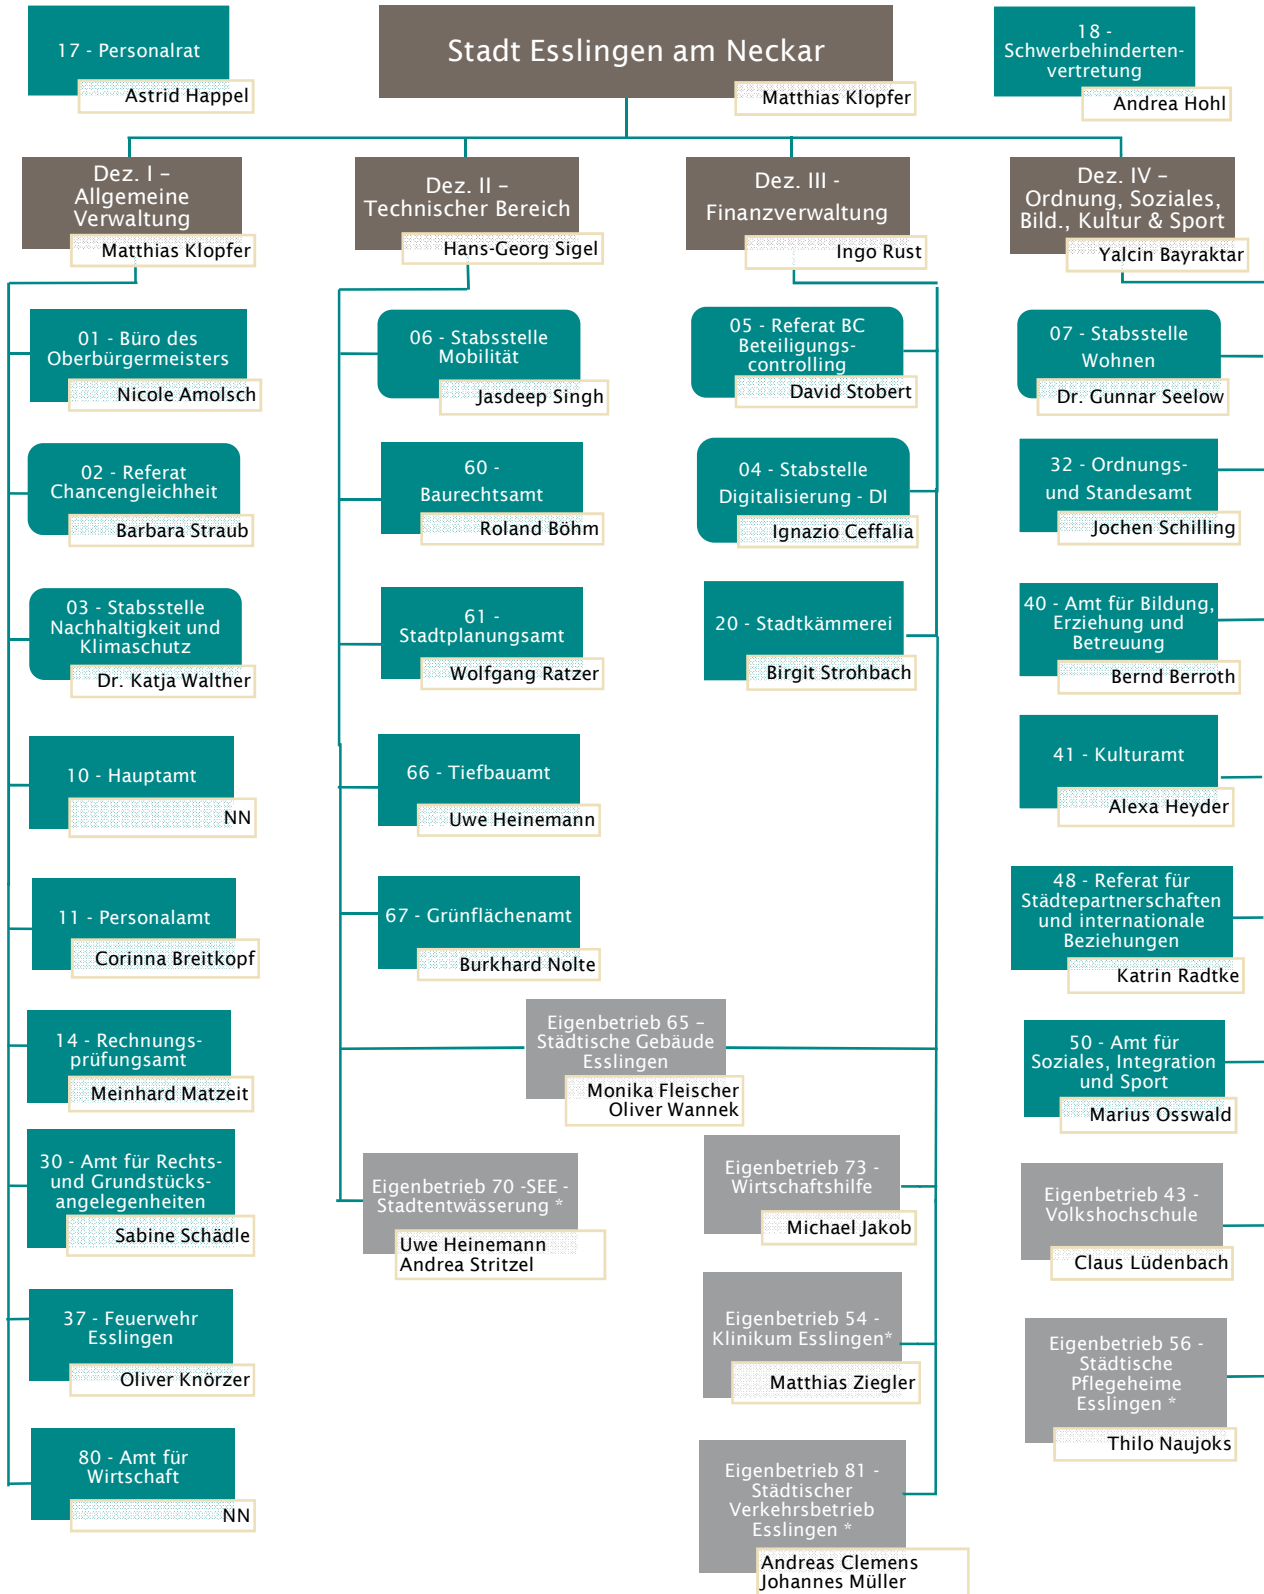 17 - Personalrat
Astrid Happel
Stadt Esslingen am Neckar
Matthias Klopfer
18 -
Schwerbehinderten-
vertretung
Andrea Hohl
Dez. I –
Allgemeine
Verwaltung
Matthias Klopfer
Dez. II –
Technischer Bereich
Hans-Georg Sigel
Dez. III -
Finanzverwaltung
Ingo Rust
Dez. IV –
Ordnung, Soziales,
Bild., Kultur & Sport
Yalcin Bayraktar
01 - Büro des
Oberbürgermeisters
Nicole Amolsch
02 - Referat
Chancengleichheit
Barbara Straub
03 - Stabsstelle
Nachhaltigkeit und
Klimaschutz
Dr. Katja Walther
10 - Hauptamt
NN
11 - Personalamt
Corinna Breitkopf
14 - Rechnungs-
prüfungsamt
Meinhard Matzeit
30 - Amt für Rechts-
und Grundstücks-
angelegenheiten
Sabine Schädle
37 - Feuerwehr
Esslingen
Oliver Knörzer
80 - Amt für
Wirtschaft
NN
06 - Stabsstelle
Mobilität
Jasdeep Singh
60 -
Baurechtsamt
Roland Böhm
61 -
Stadtplanungsamt
Wolfgang Ratzer
66 - Tiefbauamt
Uwe Heinemann
67 - Grünflächenamt
Burkhard Nolte
Eigenbetrieb 65 –
Städtische Gebäude
Esslingen
Monika Fleischer
Oliver Wannek
Eigenbetrieb 70 -SEE -
Stadtentwässerung *
Uwe Heinemann
Andrea Stritzel
05 - Referat BC
Beteiligungs-
controlling
David Stobert
04 - Stabstelle
Digitalisierung - DI
Ignazio Ceffalia
20 - Stadtkämmerei
Birgit Strohbach
Eigenbetrieb 73 -
Wirtschaftshilfe
Michael Jakob
Eigenbetrieb 54 -
Klinikum Esslingen*
Matthias Ziegler
Eigenbetrieb 81 -
Städtischer
Verkehrsbetrieb
Esslingen *
Andreas Clemens
Johannes Müller
07 - Stabsstelle
Wohnen
Dr. Gunnar Seelow
32 - Ordnungs-
und Standesamt
Jochen Schilling
40 - Amt für Bildung,
Erziehung und
Betreuung
Bernd Berroth
41 - Kulturamt
Alexa Heyder
48 - Referat für
Städtepartnerschaften
und internationale
Beziehungen
Katrin Radtke
50 - Amt für
Soziales, Integration
und Sport
Marius Osswald
Eigenbetrieb 43 -
Volkshochschule
Claus Lüdenbach
Eigenbetrieb 56 -
Städtische
Pflegeheime
Esslingen *
Thilo Naujoks